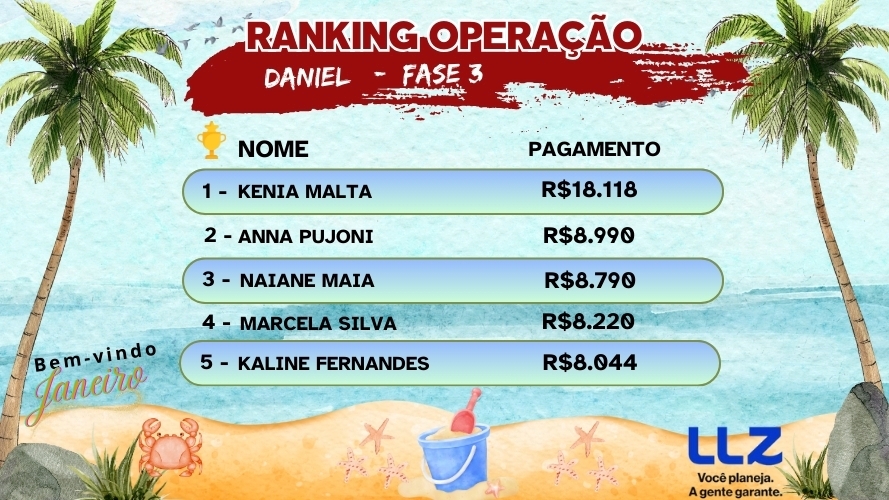 RANKING OPERAÇÃO
DANIEL - FASE 3
NOME PAGAMENTO
1 - KENIA MALTA R$18.118
2 - ANNA PUJONI R$8.990
3 - NAIANE MAIA R$8.790
4 - MARCELA SILVA R$8.220
5 - KALINE FERNANDES R$8.044
Bem-vindo
Janeiro
LLZ
Você planeja.
A gente garante.